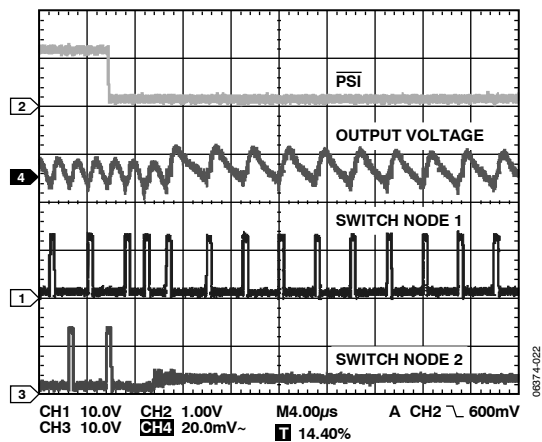 PSI
2
OUTPUT VOLTAGE
4
SWITCH NODE 1
1
SWITCH NODE 2
3
06374-022
CH1 10.0V CH2 1.00V M4.00µs A CH2 600mV
CH3 10.0V CH4 20.0mV~ T 14.40%